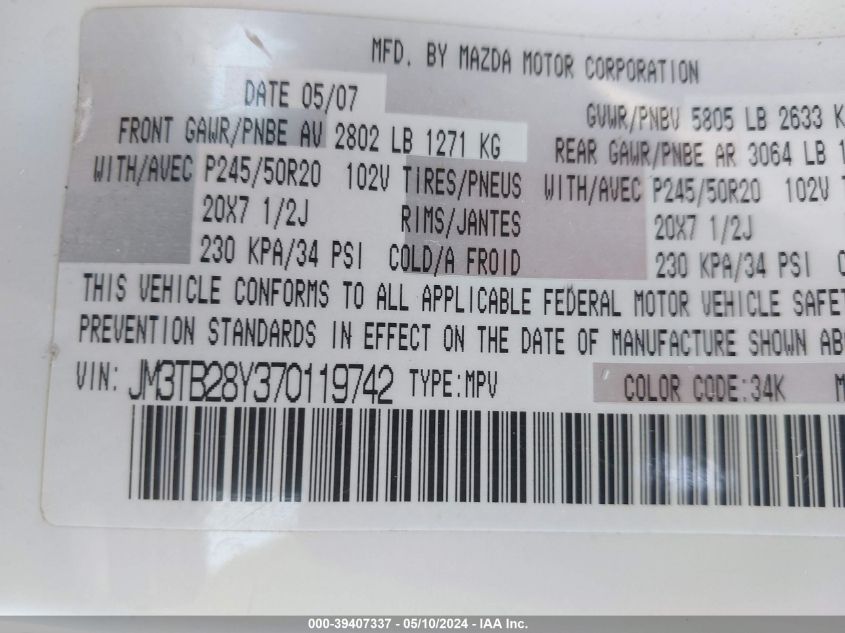 MFD. BY MAZDA MOTOR CORPORATION
DATE 05/07
GVWR/PNBV 5805 LB 2633 K
FRONT GAWR/PNBE AV 2802 LB 1271 KG
REAR GAWR/PNBE AR 3064 LB 1
WITH/AVEC P245/50R20 102V TIRES/PNEUS WITH/AVEC P245/50R20 102V T
20X7 1/2J RIMS/JANTES 20X7 1/2J
230 KPA/34 PSI COLD/A FROID 230 KPA/34 PSI C
THIS VEHICLE CONFORMS TO ALL APPLICABLE FEDERAL MOTOR VEHICLE SAFET
PREVENTION STANDARDS IN EFFECT ON THE DATE OF MANUFACTURE SHOWN AB
VIN: JM3TB28Y370119742 TYPE:MPV COLOR CODE:34K M
000-39407337 - 05/10/2024 - IAA Inc.